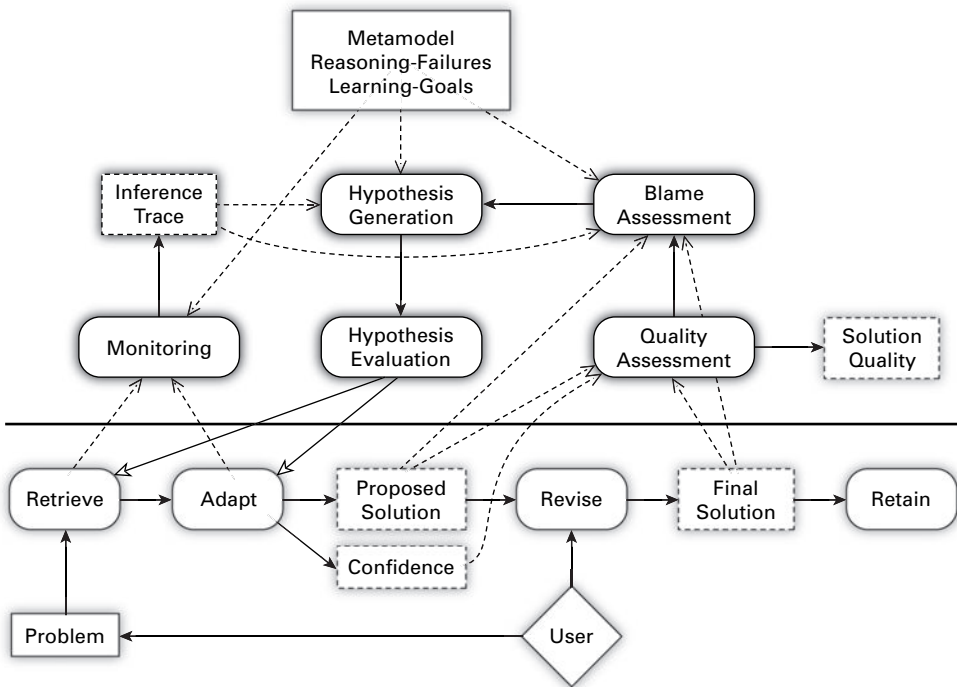 Metamodel
Reasoning-Failures
Learning-Goals
Inference
Trace
Hypothesis
Generation
Blame
Assessment
Monitoring
Hypothesis
Evaluation
Quality
Assessment
Solution
Quality
Retrieve
Adapt
Proposed
Solution
Revise
Final
Solution
Retain
Confidence
Problem
User